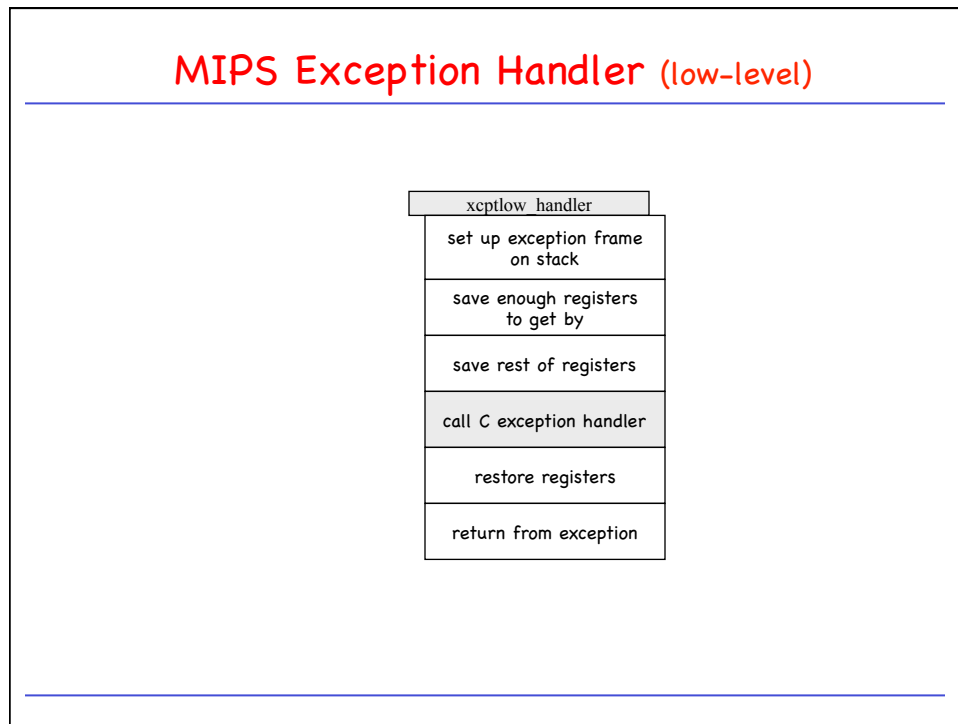 MIPS Exception Handler (low-level)
xcptlow_handler
set up exception frame
on stack
save enough registers
to get by
save rest of registers
call C exception handler
restore registers
return from exception